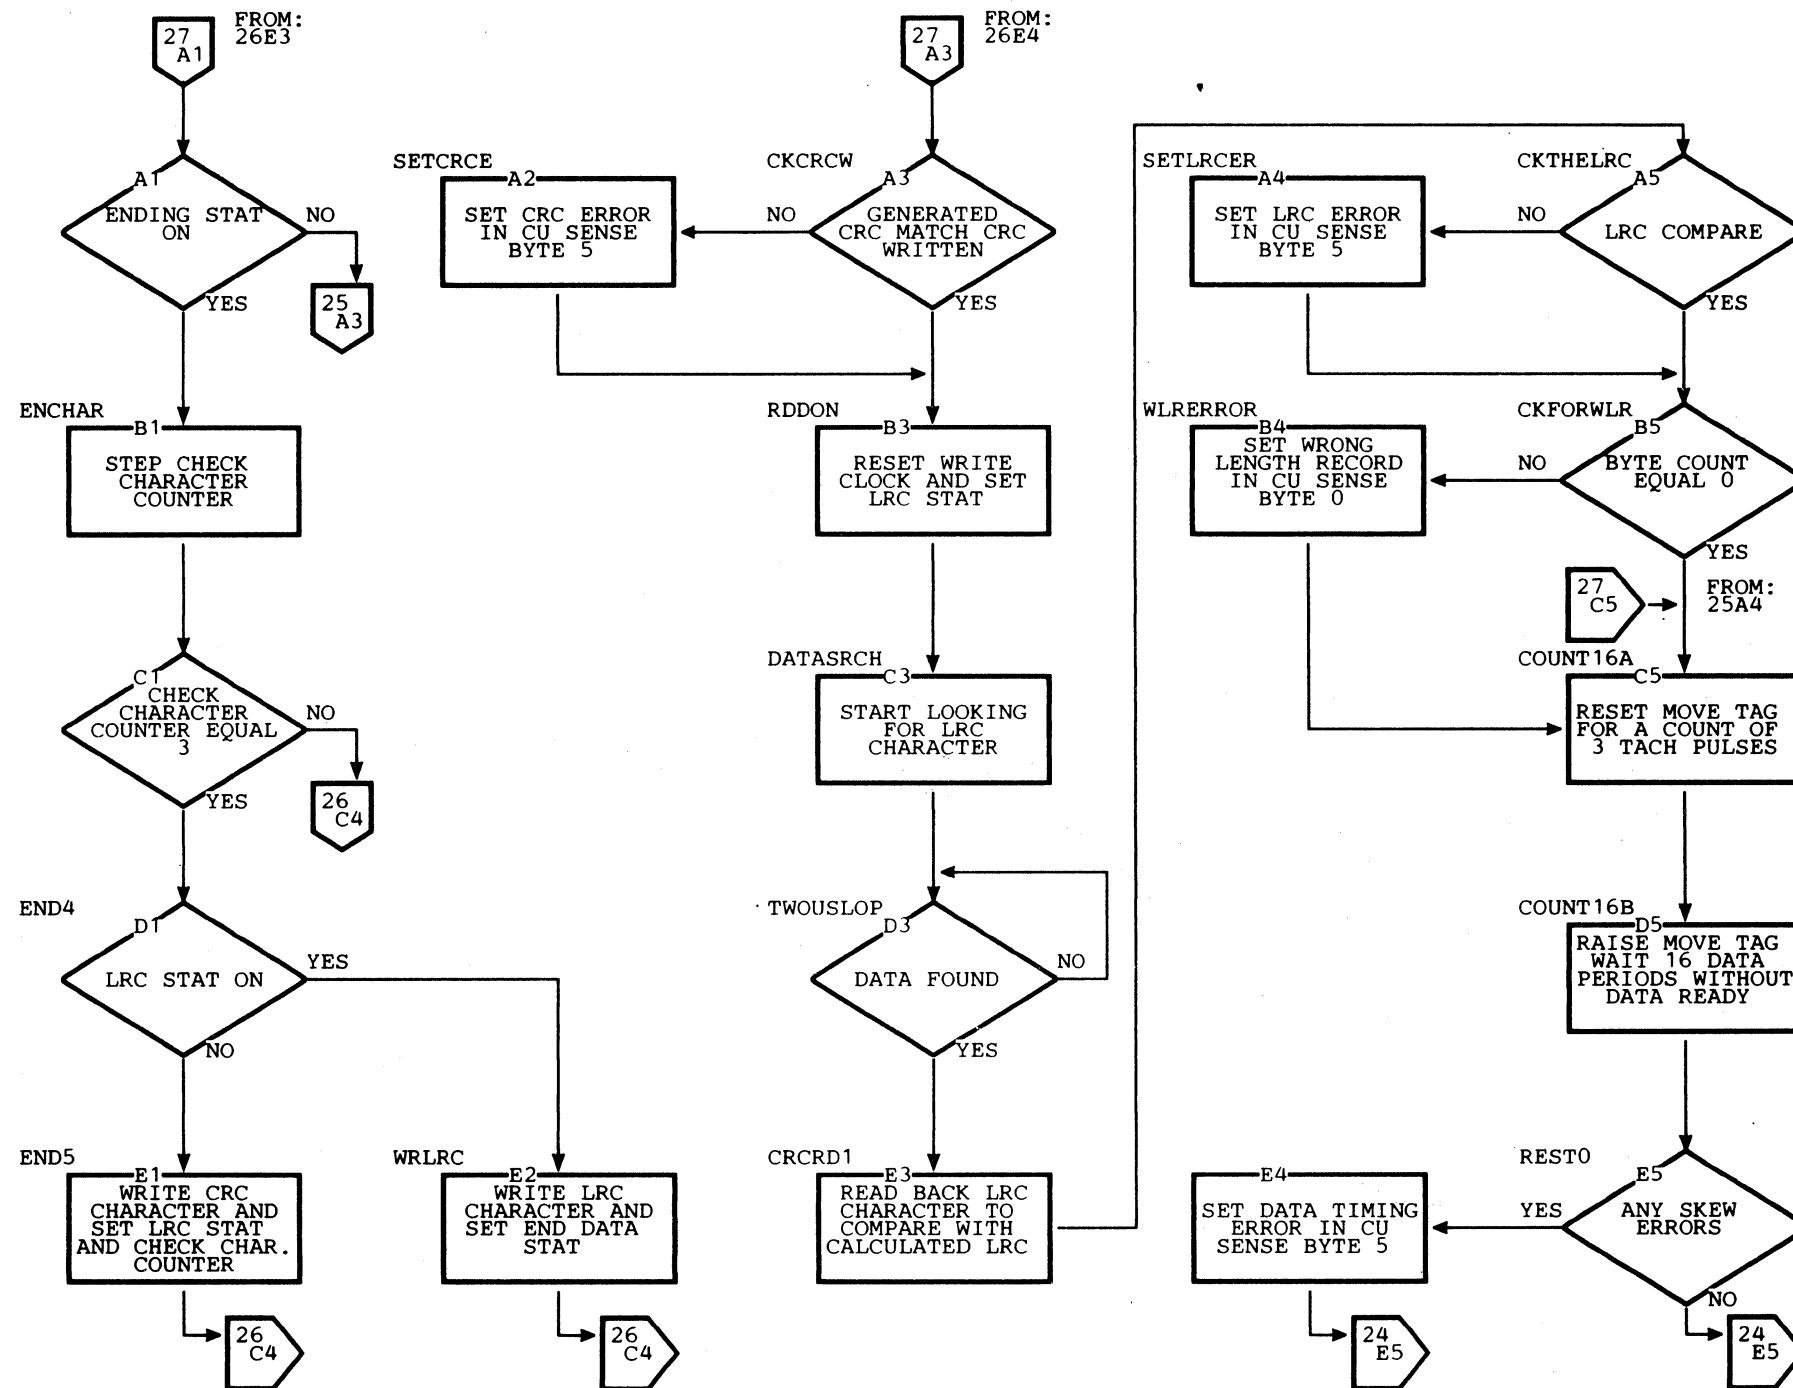 27
A1
FROM:
26E3
A1
ENDING STAT
ON
NO
YES
25
A3
ENCHAR
B1
STEP CHECK
CHARACTER
COUNTER
C1
CHECK
CHARACTER
COUNTER EQUAL
3
NO
YES
26
C4
END4
D1
LRC STAT ON
YES
NO
END5
E1
WRITE CRC
CHARACTER AND
SET LRC STAT
AND CHECK CHAR.
COUNTER
26
C4
WRLRC
E2
WRITE LRC
CHARACTER AND
SET END DATA
STAT
26
C4
SETCRCE
A2
SET CRC ERROR
IN CU SENSE
BYTE 5
27
A3
FROM:
26E4
CKCRCW
A3
GENERATED
CRC MATCH CRC
WRITTEN
NO
YES
RDDON
B3
RESET WRITE
CLOCK AND SET
LRC STAT
DATASRCH
C3
START LOOKING
FOR LRC
CHARACTER
TWOUSLOP
D3
DATA FOUND
NO
YES
CRCRD1
E3
READ BACK LRC
CHARACTER TO
COMPARE WITH
CALCULATED LRC
SETLRCER
A4
SET LRC ERROR
IN CU SENSE
BYTE 5
CKTHELRC
A5
LRC COMPARE
NO
YES
WLRERROR
B4
SET WRONG
LENGTH RECORD
IN CU SENSE
BYTE 0
CKFORWLR
B5
BYTE COUNT
EQUAL 0
NO
YES
27
C5
FROM:
25A4
COUNT16A
C5
RESET MOVE TAG
FOR A COUNT OF
3 TACH PULSES
COUNT16B
D5
RAISE MOVE TAG
WAIT 16 DATA
PERIODS WITHOUT
DATA READY
REST0
E5
ANY SKEW
ERRORS
YES
NO
E4
SET DATA TIMING
ERROR IN CU
SENSE BYTE 5
24
E5
24
E5